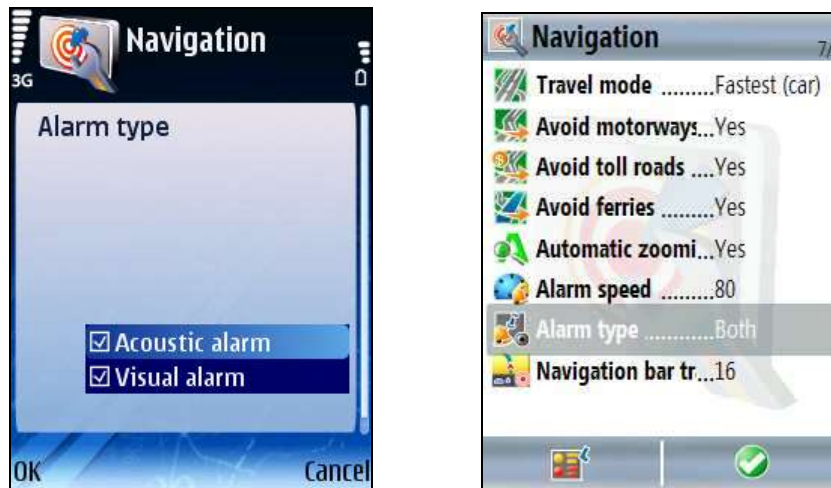 Navigation
3G
Alarm type
Acoustic alarm
Visual alarm
OK Cancel
Navigation
7/
Travel mode .........Fastest (car)
Avoid motorways...Yes
Avoid toll roads ....Yes
Avoid ferries .........Yes
Automatic zoomi...Yes
Alarm speed .........80
Alarm type ............Both
Navigation bar tr...16